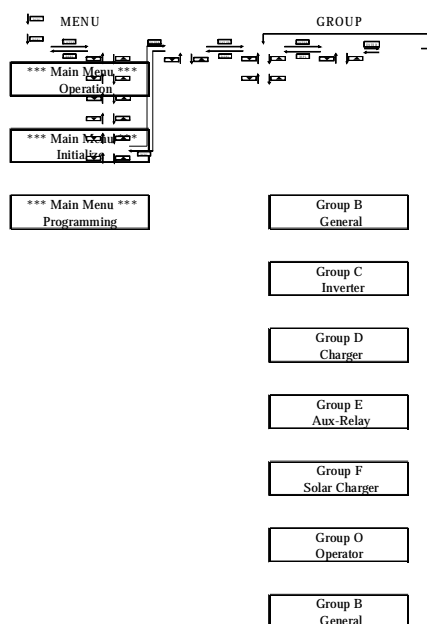 MENU GROUP
*** Main Menu ***
Operation
*** Main Menu ***
Initialize
*** Main Menu ***
Programming
Group B
General
Group C
Inverter
Group D
Charger
Group E
Aux-Relay
Group F
Solar Charger
Group O
Operator
Group B
General